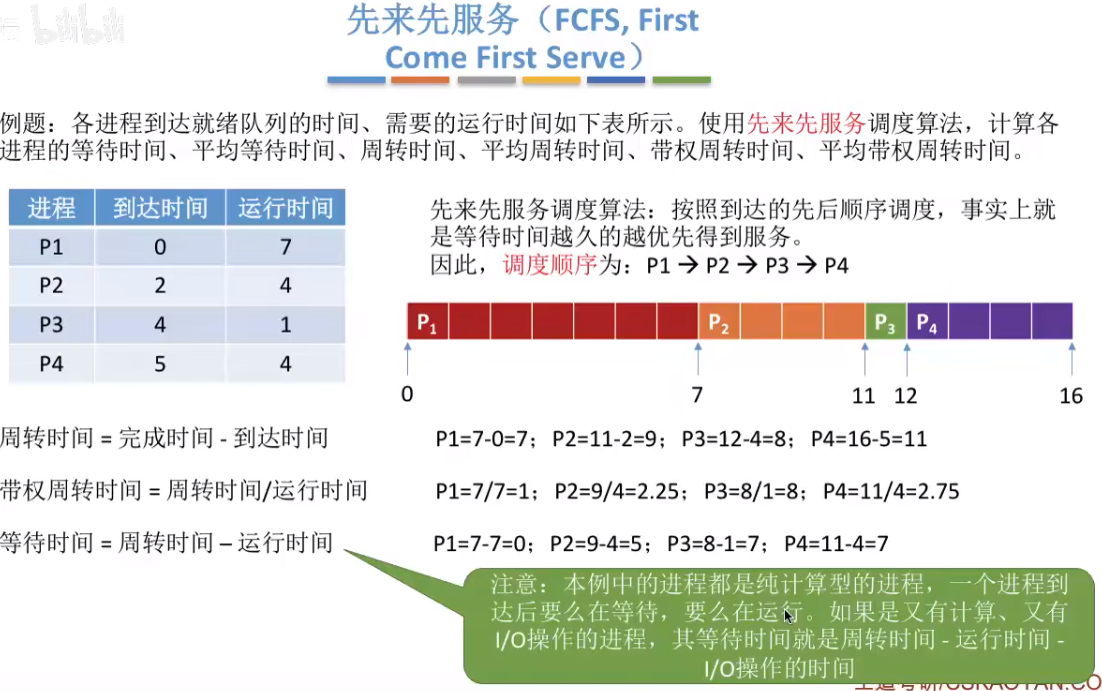 bilibili
先来先服务（FCFS, First
Come First Serve）
例题：各进程到达就绪队列的时间、需要的运行时间如下表所示。使用先来先服务调度算法，计算各
进程的等待时间、平均等待时间、周转时间、平均周转时间、带权周转时间、平均带权周转时间。
进程 到达时间 运行时间
P1 0 7
P2 2 4
P3 4 1
P4 5 4
先来先服务调度算法：按照到达的先后顺序调度，事实上就
是等待时间越久的越优先得到服务。
因此，调度顺序为：P1 → P2 → P3 → P4
P₁ P₂ P₃ P₄
0 7 11 12 16
周转时间 = 完成时间 - 到达时间 P1=7-0=7；P2=11-2=9；P3=12-4=8；P4=16-5=11
带权周转时间 = 周转时间/运行时间 P1=7/7=1；P2=9/4=2.25；P3=8/1=8；P4=11/4=2.75
等待时间 = 周转时间 – 运行时间 P1=7-7=0；P2=9-4=5；P3=8-1=7；P4=11-4=7
注意：本例中的进程都是纯计算型的进程，一个进程到
达后要么在等待，要么在运行。如果是又有计算、又有
I/O操作的进程，其等待时间就是周转时间 - 运行时间 -
I/O操作的时间